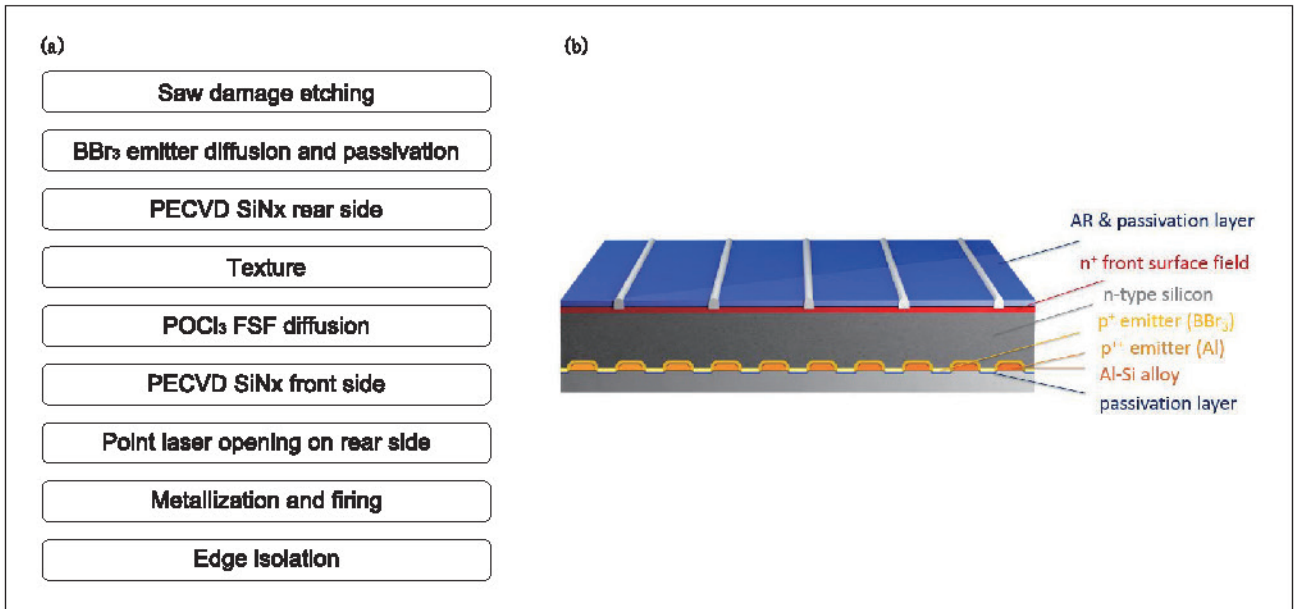 (a)
Saw damage etching
BBr₃ emitter diffusion and passivation
PECVD SiNx rear side
Texture
POCl₃ FSF diffusion
PECVD SiNx front side
Point laser opening on rear side
Metallization and firing
Edge isolation
(b)
AR & passivation layer
n⁺ front surface field
n-type silicon
p⁺ emitter (BBr₃)
p⁺⁺ emitter (Al)
Al-Si alloy
passivation layer